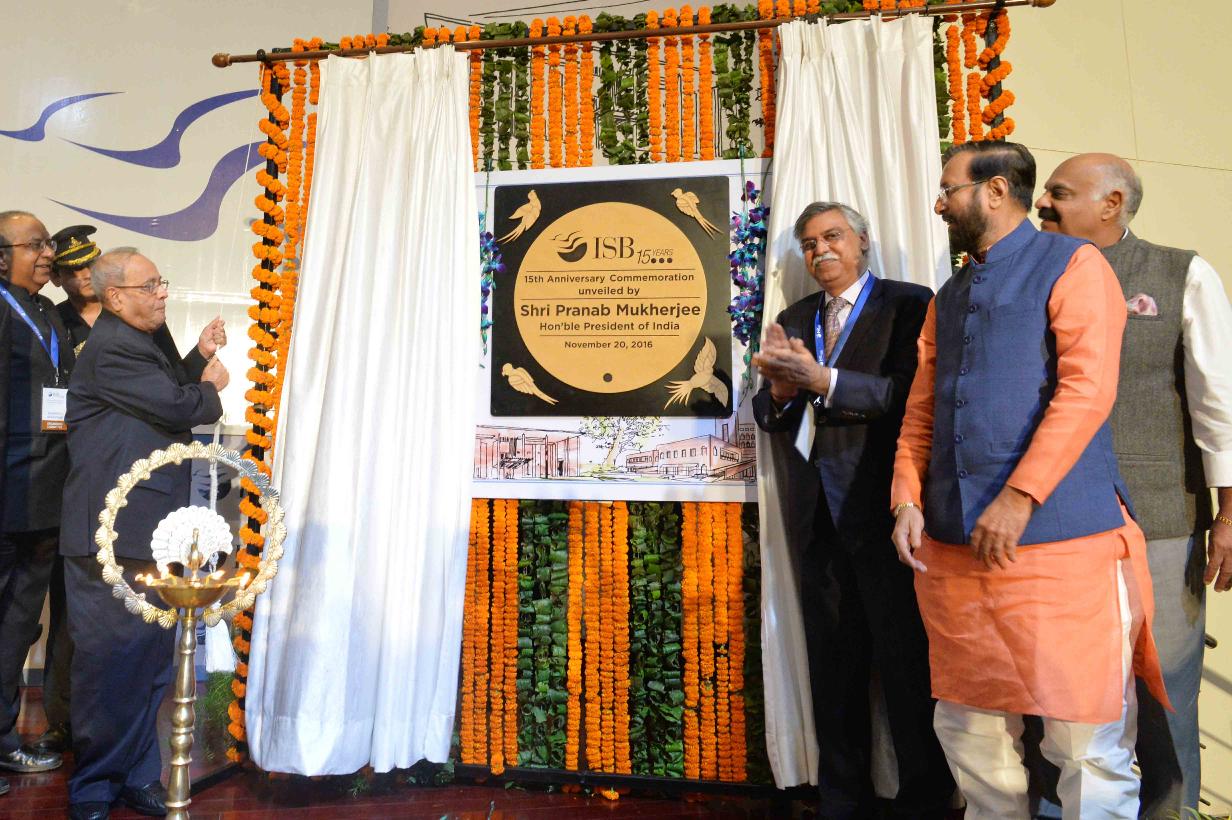 ISB 15 YEARS
15th Anniversary Commemoration
unveiled by
Shri Pranab Mukherjee
Hon'ble President of India
November 20, 2016